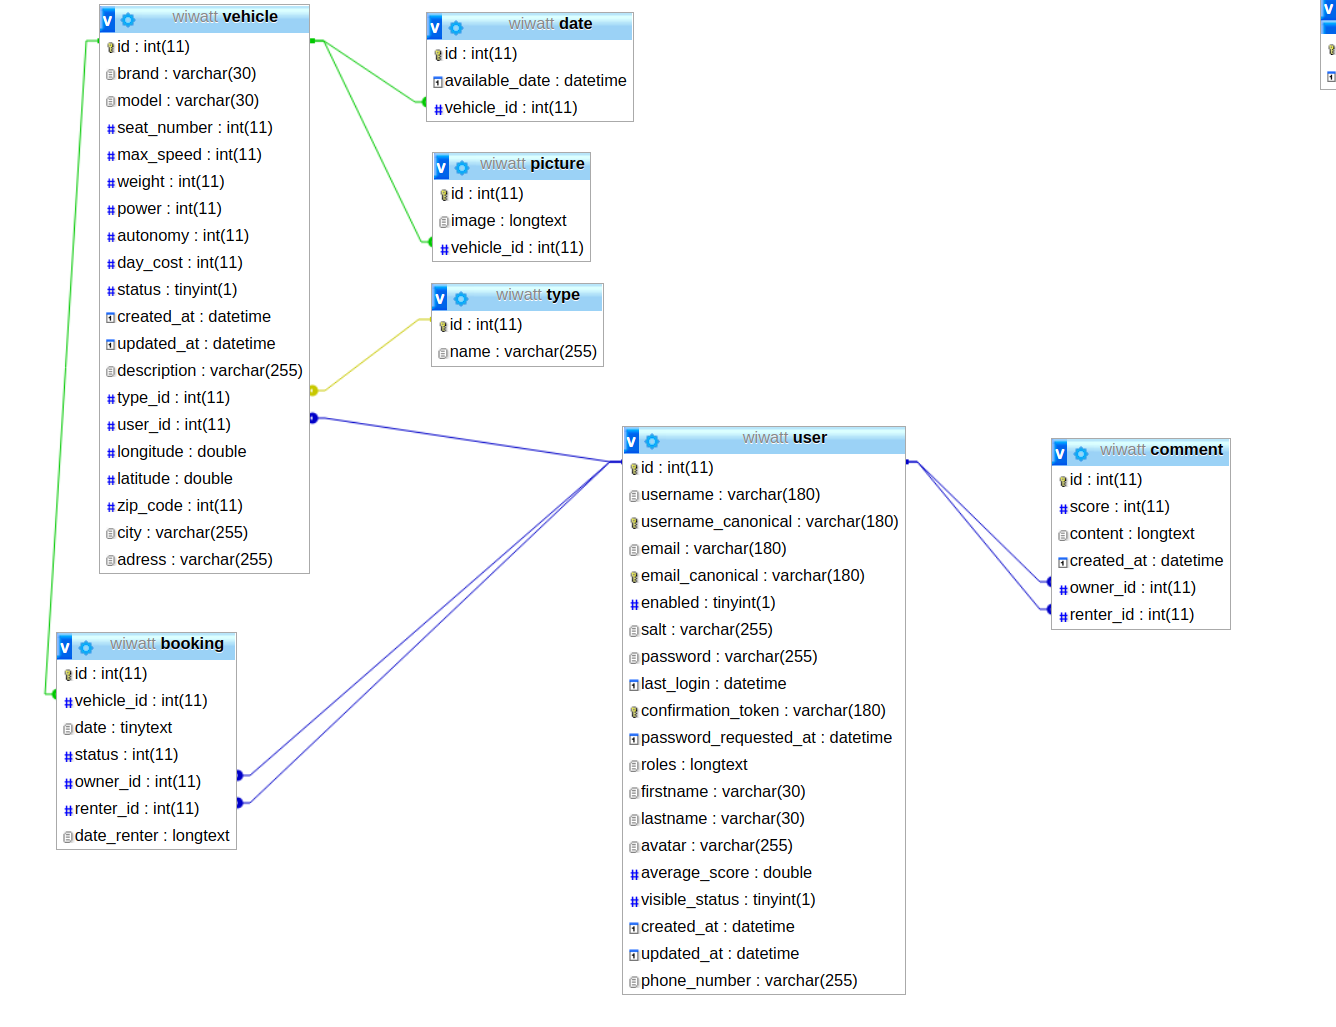 v wiwatt vehicle
id : int(11)
brand : varchar(30)
model : varchar(30)
seat_number : int(11)
max_speed : int(11)
weight : int(11)
power : int(11)
autonomy : int(11)
day_cost : int(11)
status : tinyint(1)
created_at : datetime
updated_at : datetime
description : varchar(255)
type_id : int(11)
user_id : int(11)
longitude : double
latitude : double
zip_code : int(11)
city : varchar(255)
adress : varchar(255)
v wiwatt date
id : int(11)
available_date : datetime
vehicle_id : int(11)
v wiwatt picture
id : int(11)
image : longtext
vehicle_id : int(11)
v wiwatt type
id : int(11)
name : varchar(255)
v wiwatt booking
id : int(11)
vehicle_id : int(11)
date : tinytext
status : int(11)
owner_id : int(11)
renter_id : int(11)
date_renter : longtext
v wiwatt user
id : int(11)
username : varchar(180)
username_canonical : varchar(180)
email : varchar(180)
email_canonical : varchar(180)
enabled : tinyint(1)
salt : varchar(255)
password : varchar(255)
last_login : datetime
confirmation_token : varchar(180)
password_requested_at : datetime
roles : longtext
firstname : varchar(30)
lastname : varchar(30)
avatar : varchar(255)
average_score : double
visible_status : tinyint(1)
created_at : datetime
updated_at : datetime
phone_number : varchar(255)
v wiwatt comment
id : int(11)
score : int(11)
content : longtext
created_at : datetime
owner_id : int(11)
renter_id : int(11)
v